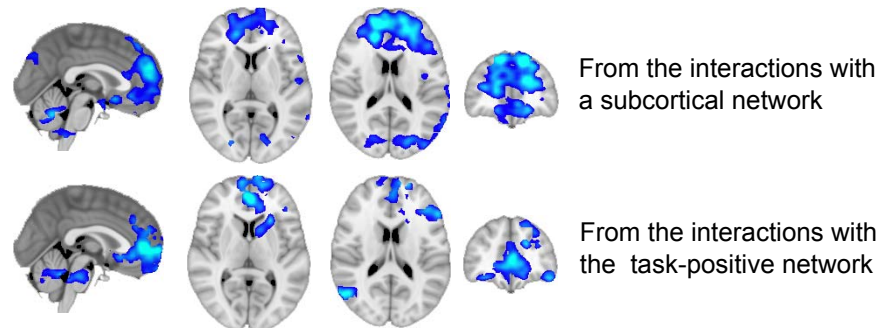 From the interactions with
a subcortical network
From the interactions with
the task-positive network